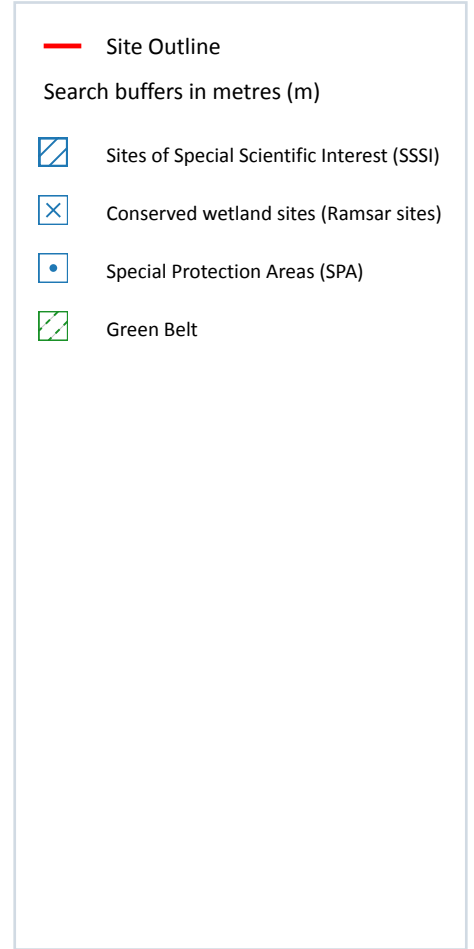 Site Outline
Search buffers in metres (m)
Sites of Special Scientific Interest (SSSI)
Conserved wetland sites (Ramsar sites)
Special Protection Areas (SPA)
Green Belt